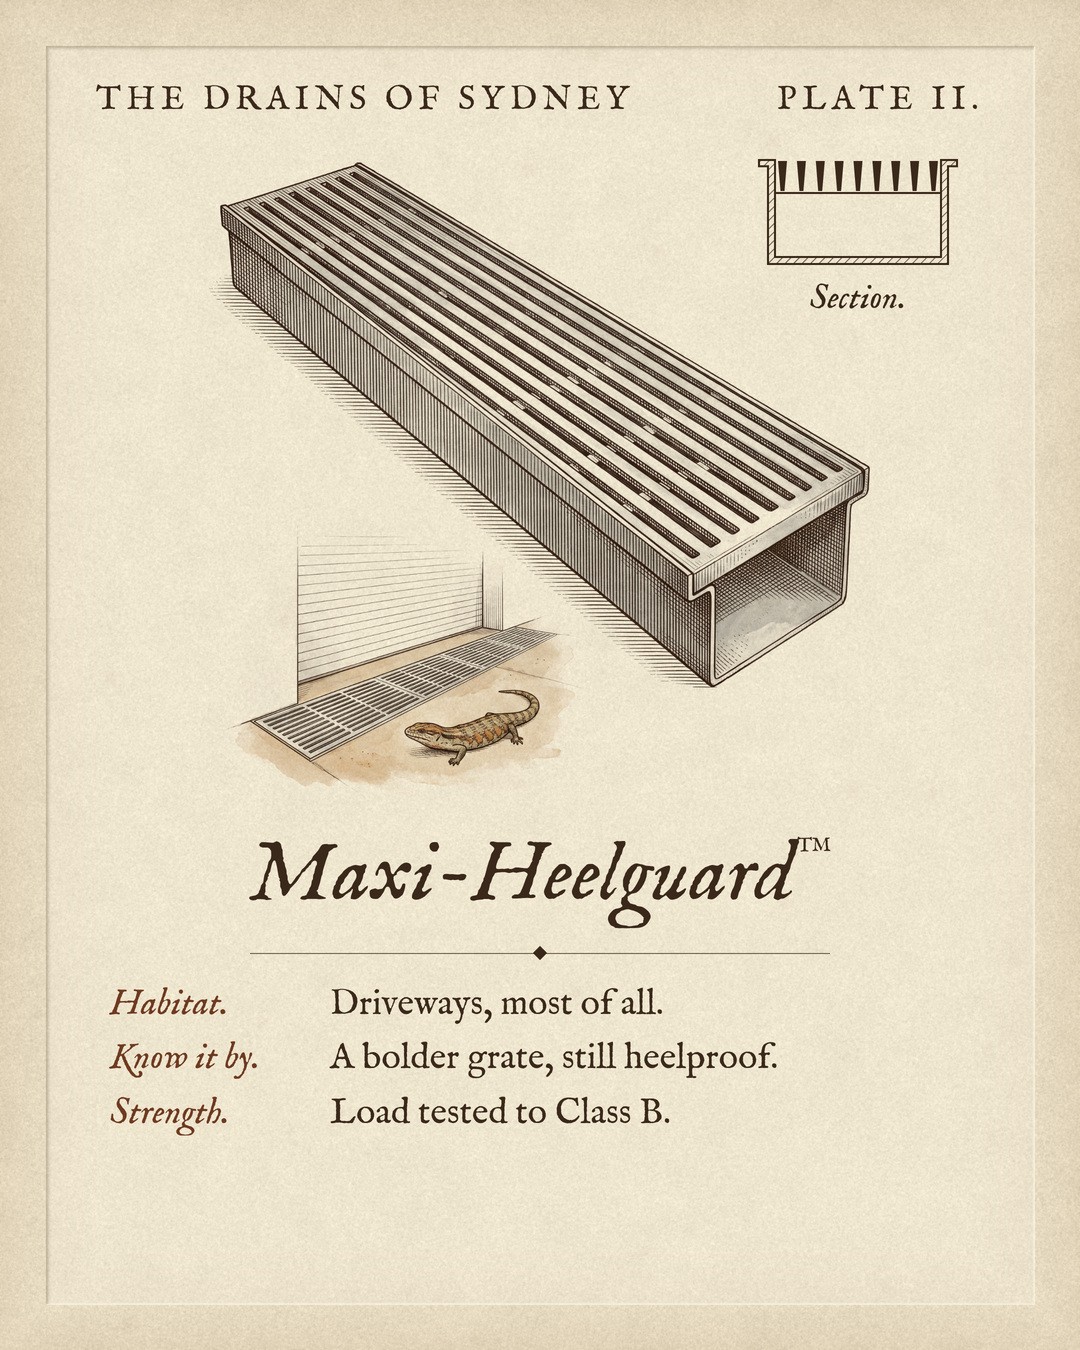 THE DRAINS OF SYDNEY
PLATE II.
Section.
Maxi-Heelguard™
Habitat. Driveways, most of all.
Know it by. A bolder grate, still heelproof.
Strength. Load tested to Class B.